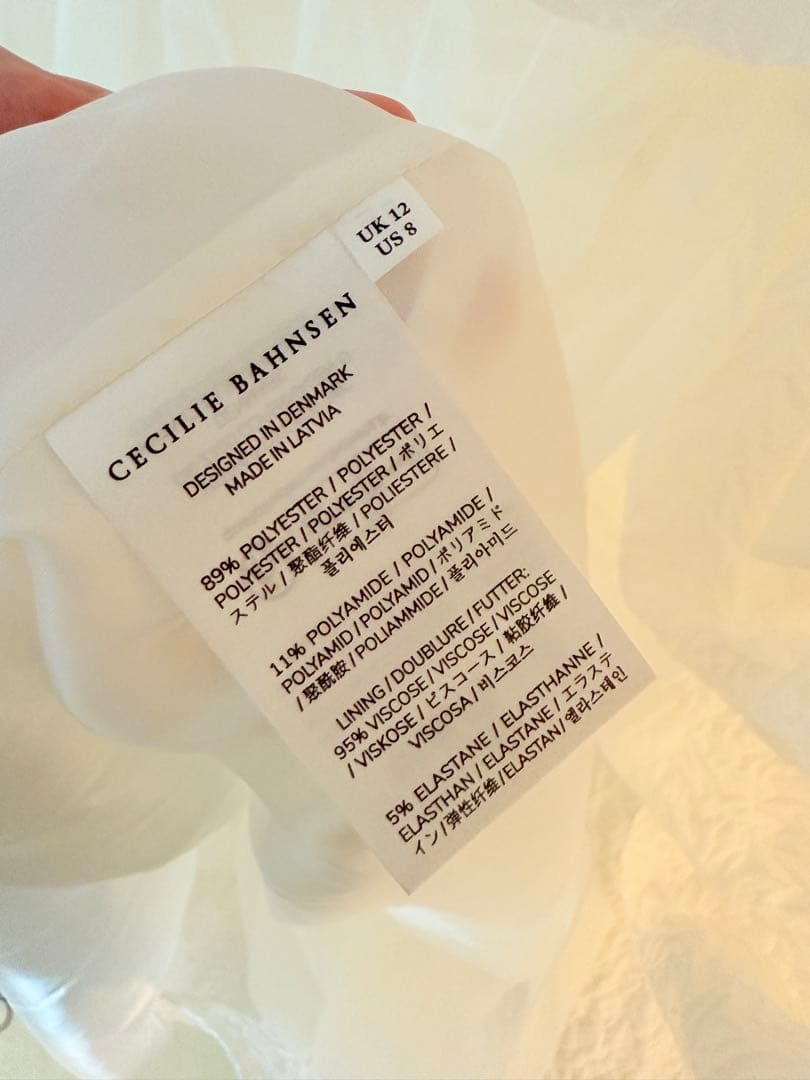 UK 12
US 8
CECILIE BAHNSEN
DESIGNED IN DENMARK
MADE IN LATVIA
89% POLYESTER / POLYESTER /
POLYESTER / POLYESTER / ポリエ
ステル / 聚酯纤维 / POLIESTERE /
폴리에스터
11% POLYAMIDE / POLYAMIDE /
POLYAMID / POLYAMID / ポリアミド
/ 聚酰胺 / POLIAMMIDE / 폴리아미드
LINING / DOUBLURE / FUTTER:
95% VISCOSE / VISCOSE / VISCOSE
/ VISKOSE / ビスコース / 粘胶纤维 /
VISCOSA / 비스코스
5% ELASTANE / ELASTHANNE /
ELASTHAN / ELASTANE / エラステ
イン / 弹性纤维 / ELASTAN / 엘라스테인